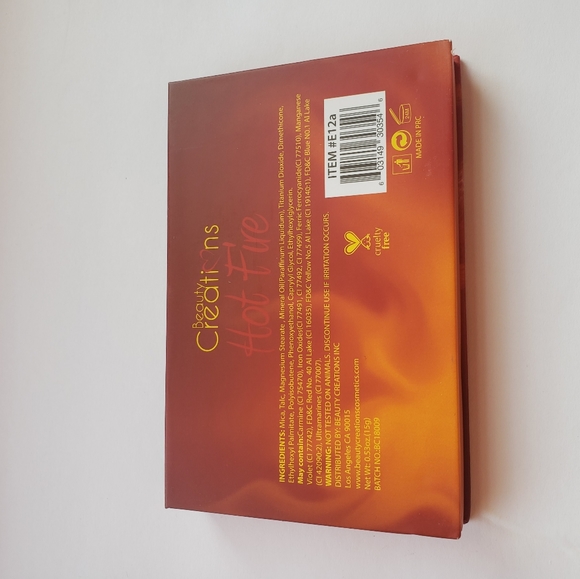 Beauty
Creations
Hot Fire
INGREDIENTS: Mica, Talc, Magnesium Stearate, Mineral Oil(Paraffinum Liquidum), Titanium Dioxide, Dimethicone,
Ethylhexyl Palmitate, Polyisobutene, Phenoxyethanol, Caprylyl Glycol, Ethylhexylglycerin.
May contain:Carmine (CI 75470), Iron Oxides(CI 77491, CI 77492, CI 77499), Ferric Ferrocyanide(CI 77510), Manganese
Violet (CI 77742), FD&C Red No. 40 Al Lake (CI 16035), FD&C Yellow No.5 Al Lake (CI 19140:1), FD&C Blue NO.1 Al Lake
(CI 42090:2), Ultramarines (CI 77007).
WARNING: NOT TESTED ON ANIMALS. DISCONTINUE USE IF IRRITATION OCCURS.
DISTRIBUTED BY: BEAUTY CREATIONS INC
Los Angeles CA 90015
www.beautycreationscosmetics.com
Net Wt: 0.53oz.(15g)
BATCH NO:BC18009
cruelty
free
ITEM #E12a
6 03149 30354 6
24M
MADE IN PRC